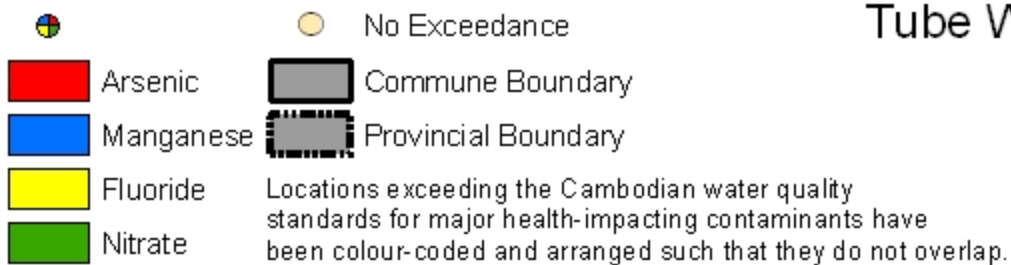 Tube
No Exceedance
Arsenic
Commune Boundary
Manganese
Provincial Boundary
Fluoride
Nitrate
Locations exceeding the Cambodian water quality
standards for major health-impacting contaminants have
been colour-coded and arranged such that they do not overlap.